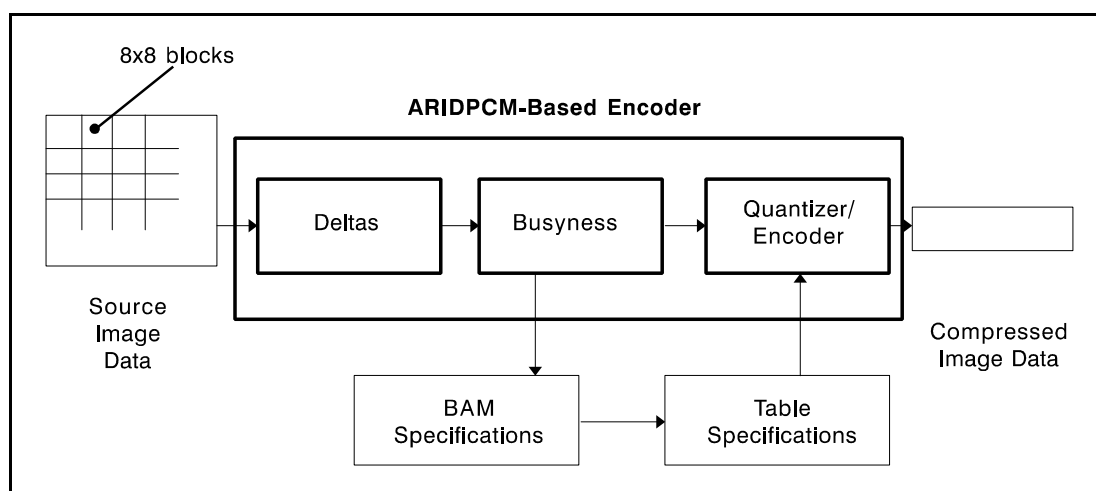 8x8 blocks
ARIDPCM-Based Encoder
Deltas
Busyness
Quantizer/
Encoder
Source
Image
Data
Compressed
Image Data
BAM
Specifications
Table
Specifications